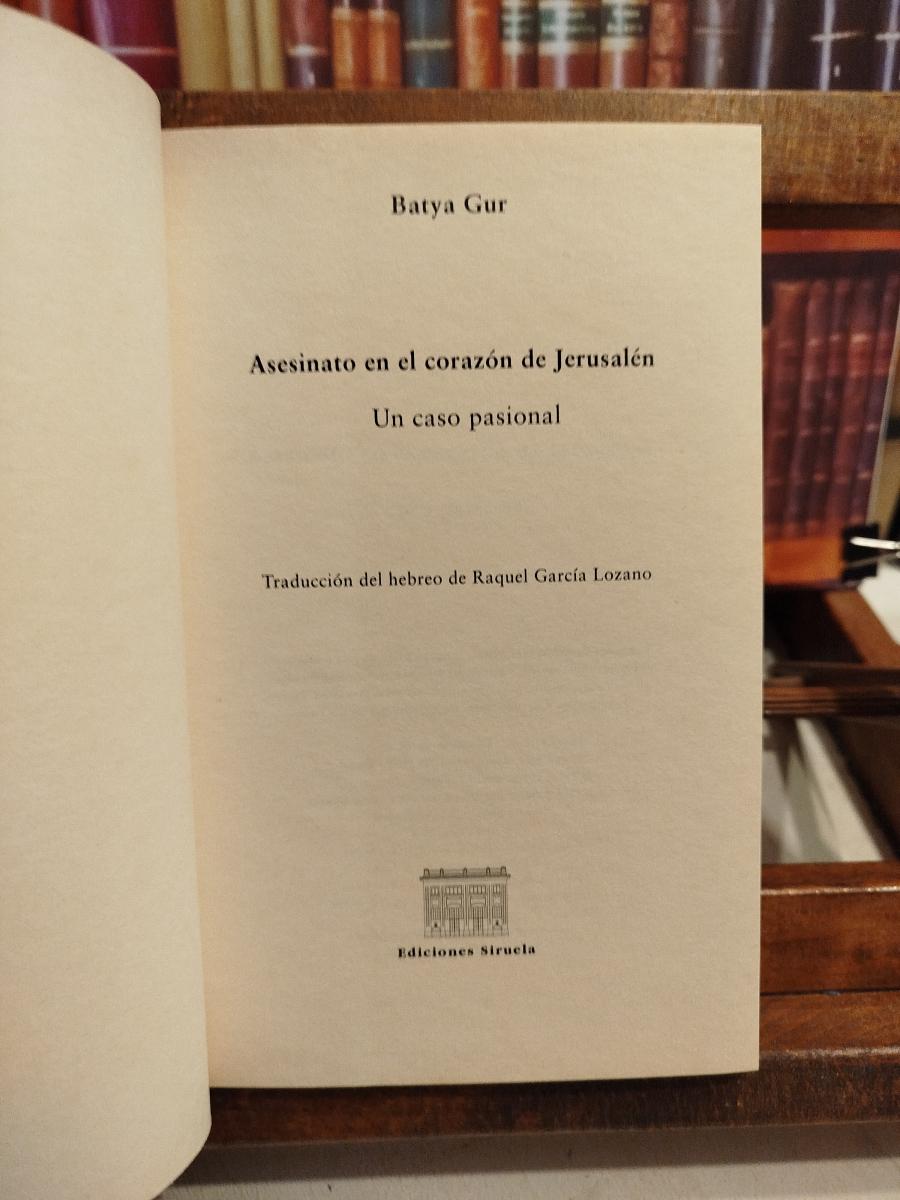 Batya Gur
Asesinato en el corazón de Jerusalén
Un caso pasional
Traducción del hebreo de Raquel García Lozano
Ediciones Siruela